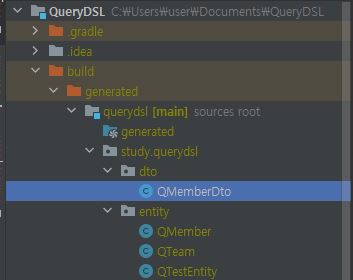 QueryDSL C:₩Users₩user₩Documents₩QueryDSL
.gradle
.idea
build
generated
querydsl [main] sources root
generated
study.querydsl
dto
QMemberDto
entity
QMember
QTeam
QTestEntity